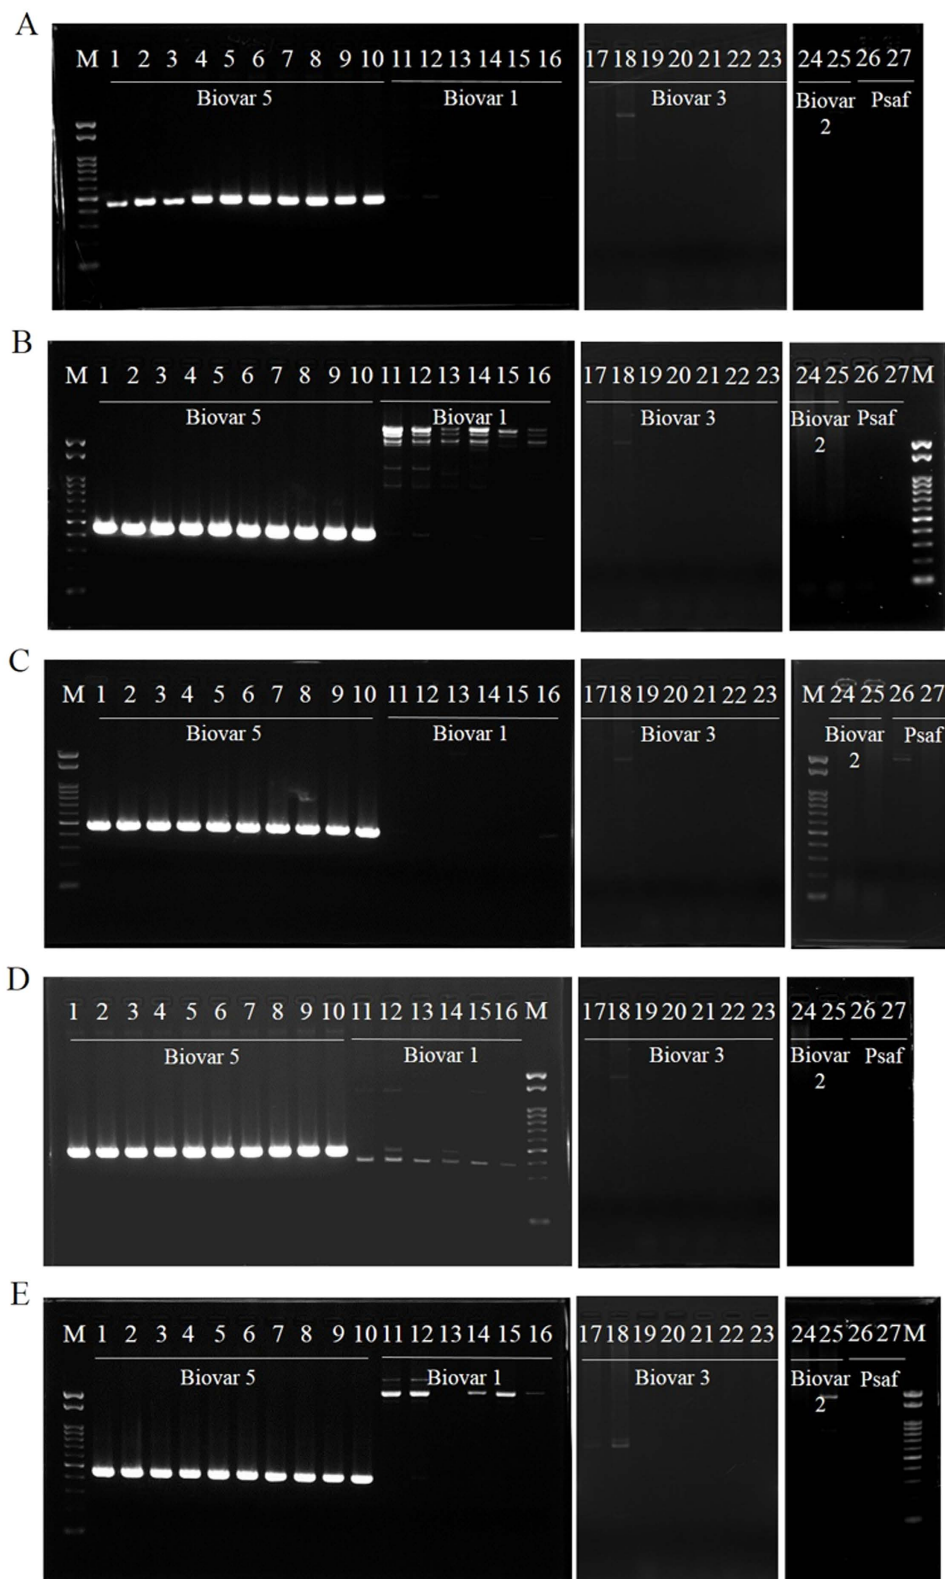 A
M 1 2 3 4 5 6 7 8 9 10 11 12 13 14 15 16 17 18 19 20 21 22 23 24 25 26 27
Biovar 5 Biovar 1 Biovar 3 Biovar 2 Psaf
B
M 1 2 3 4 5 6 7 8 9 10 11 12 13 14 15 16 17 18 19 20 21 22 23 24 25 26 27 M
Biovar 5 Biovar 1 Biovar 3 Biovar 2 Psaf
C
M 1 2 3 4 5 6 7 8 9 10 11 12 13 14 15 16 17 18 19 20 21 22 23 M 24 25 26 27
Biovar 5 Biovar 1 Biovar 3 Biovar 2 Psaf
D
1 2 3 4 5 6 7 8 9 10 11 12 13 14 15 16 M 17 18 19 20 21 22 23 24 25 26 27
Biovar 5 Biovar 1 Biovar 3 Biovar 2 Psaf
E
M 1 2 3 4 5 6 7 8 9 10 11 12 13 14 15 16 17 18 19 20 21 22 23 24 25 26 27 M
Biovar 5 Biovar 1 Biovar 3 Biovar 2 Psaf